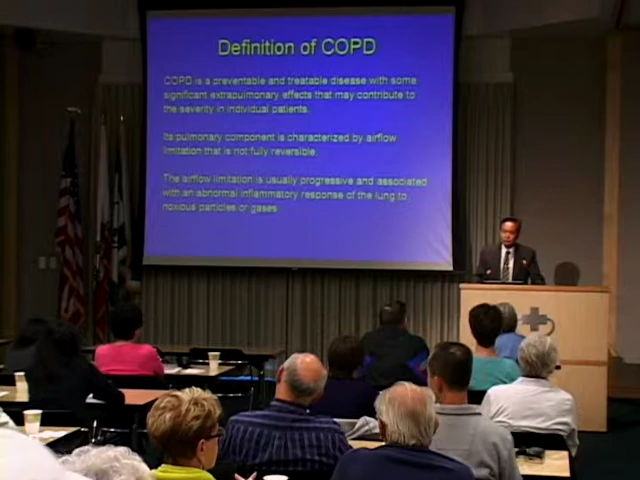 Definition of COPD
COPD is a preventable and treatable disease with some
significant extrapulmonary effects that may contribute to
the severity in individual patients.
Its pulmonary component is characterized by airflow
limitation that is not fully reversible.
The airflow limitation is usually progressive and associated
with an abnormal inflammatory response of the lung to
noxious particles or gases